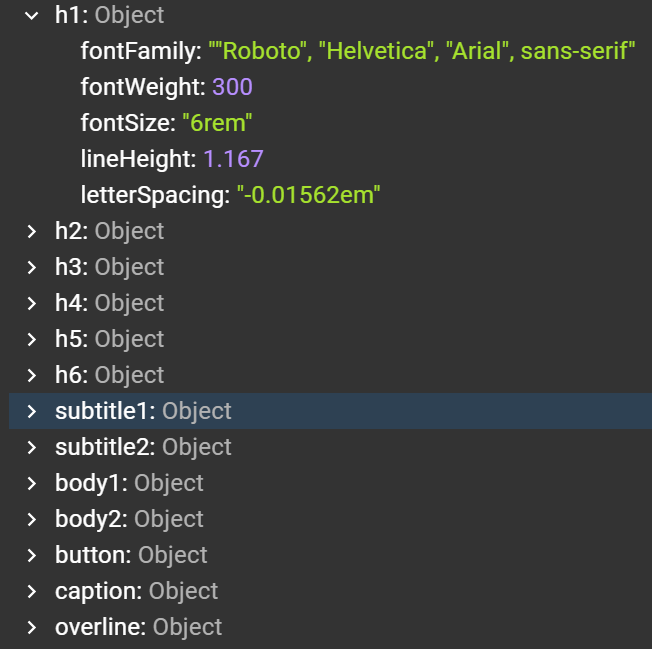 h1: Object
fontFamily: ""Roboto", "Helvetica", "Arial", sans-serif"
fontWeight: 300
fontSize: "6rem"
lineHeight: 1.167
letterSpacing: "-0.01562em"
h2: Object
h3: Object
h4: Object
h5: Object
h6: Object
subtitle1: Object
subtitle2: Object
body1: Object
body2: Object
button: Object
caption: Object
overline: Object